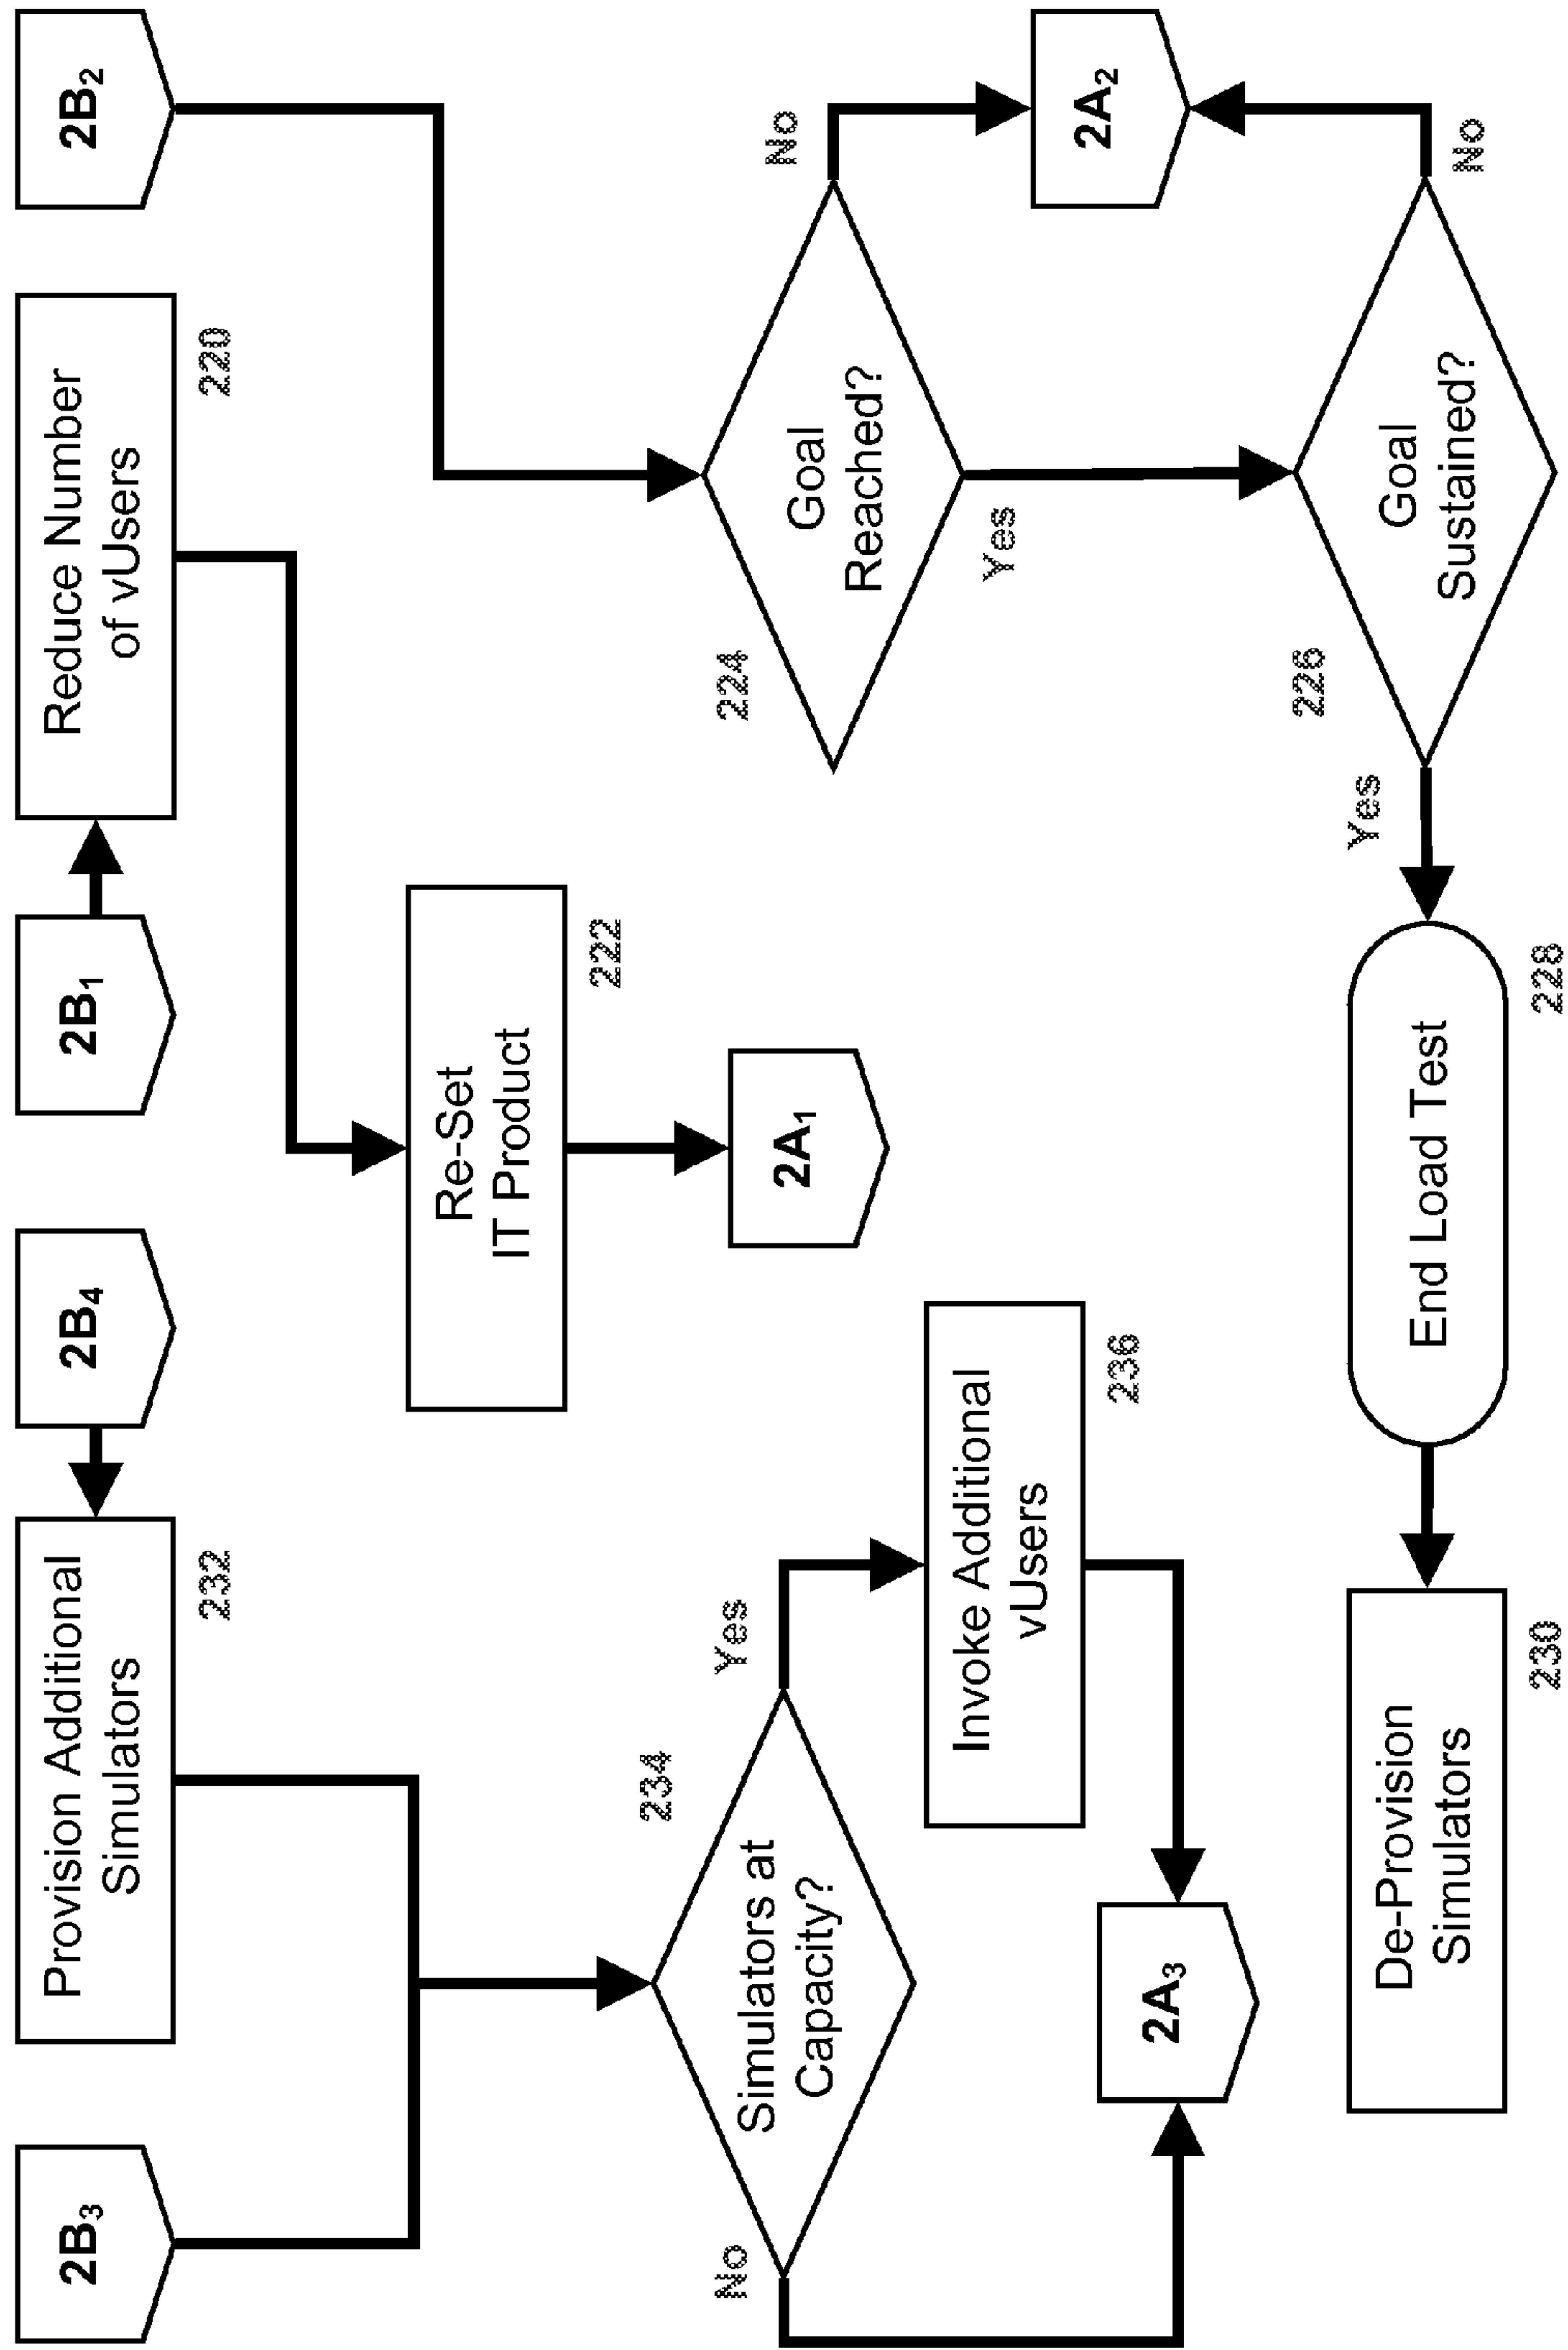 2B₃
Provision Additional
Simulators
232
2B₄
2B₁
Reduce Number
of vUsers
220
2B₂
Re-Set
IT Product
222
2A₁
Simulators at
Capacity?
234
Yes
No
Invoke Additional
vUsers
236
2A₃
Goal
Reached?
224
No
Yes
2A₂
Goal
Sustained?
226
No
Yes
End Load Test
228
De-Provision
Simulators
230